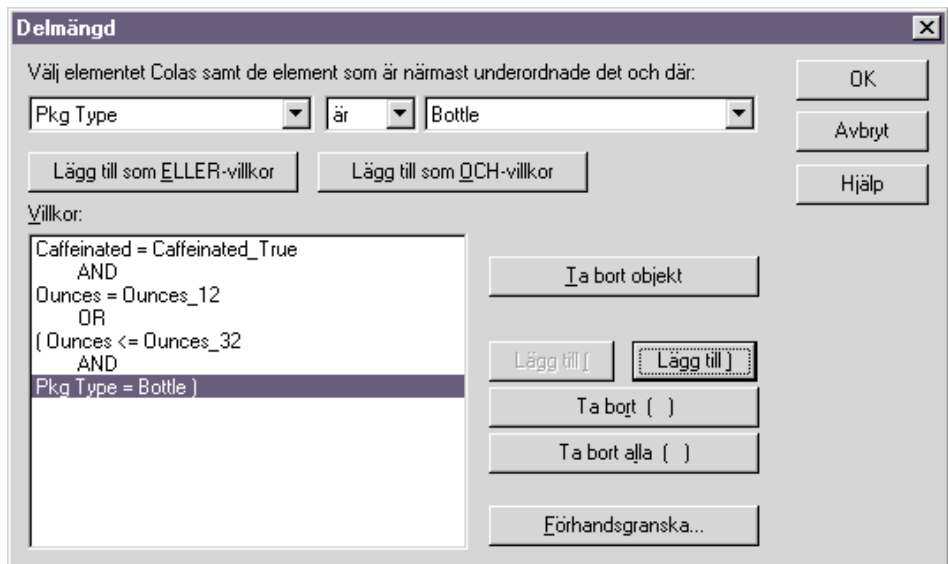 Delmängd
Välj elementet Colas samt de element som är närmast underordnade det och där:
Pkg Type är Bottle
OK
Avbryt
Lägg till som ELLER-villkor Lägg till som OCH-villkor
Hjälp
Villkor:
Caffeinated = Caffeinated_True
AND
Ounces = Ounces_12
OR
( Ounces <= Ounces_32
AND
Pkg Type = Bottle )
Ta bort objekt
Lägg till ( Lägg till )
Ta bort ( )
Ta bort alla ( )
Förhandsgranska...